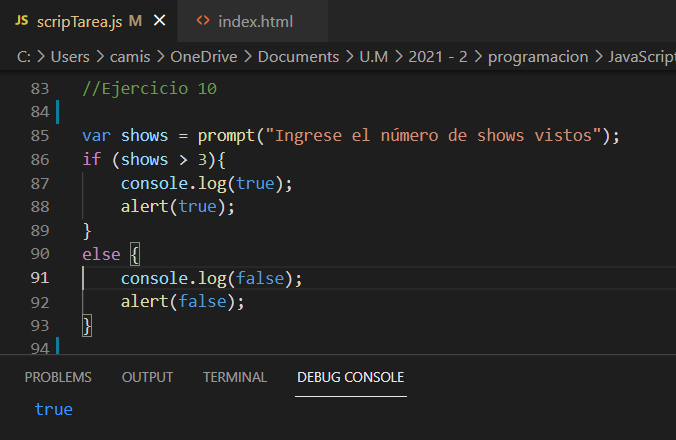 JS scripTarea.js M × <> index.html
C: > Users > camis > OneDrive > Documents > U.M > 2021 - 2 > programacion > JavaScript
83 //Ejercicio 10
84
85 var shows = prompt("Ingrese el número de shows vistos");
86 if (shows > 3){
87 console.log(true);
88 alert(true);
89 }
90 else {
91 console.log(false);
92 alert(false);
93 }
94
PROBLEMS OUTPUT TERMINAL DEBUG CONSOLE
true